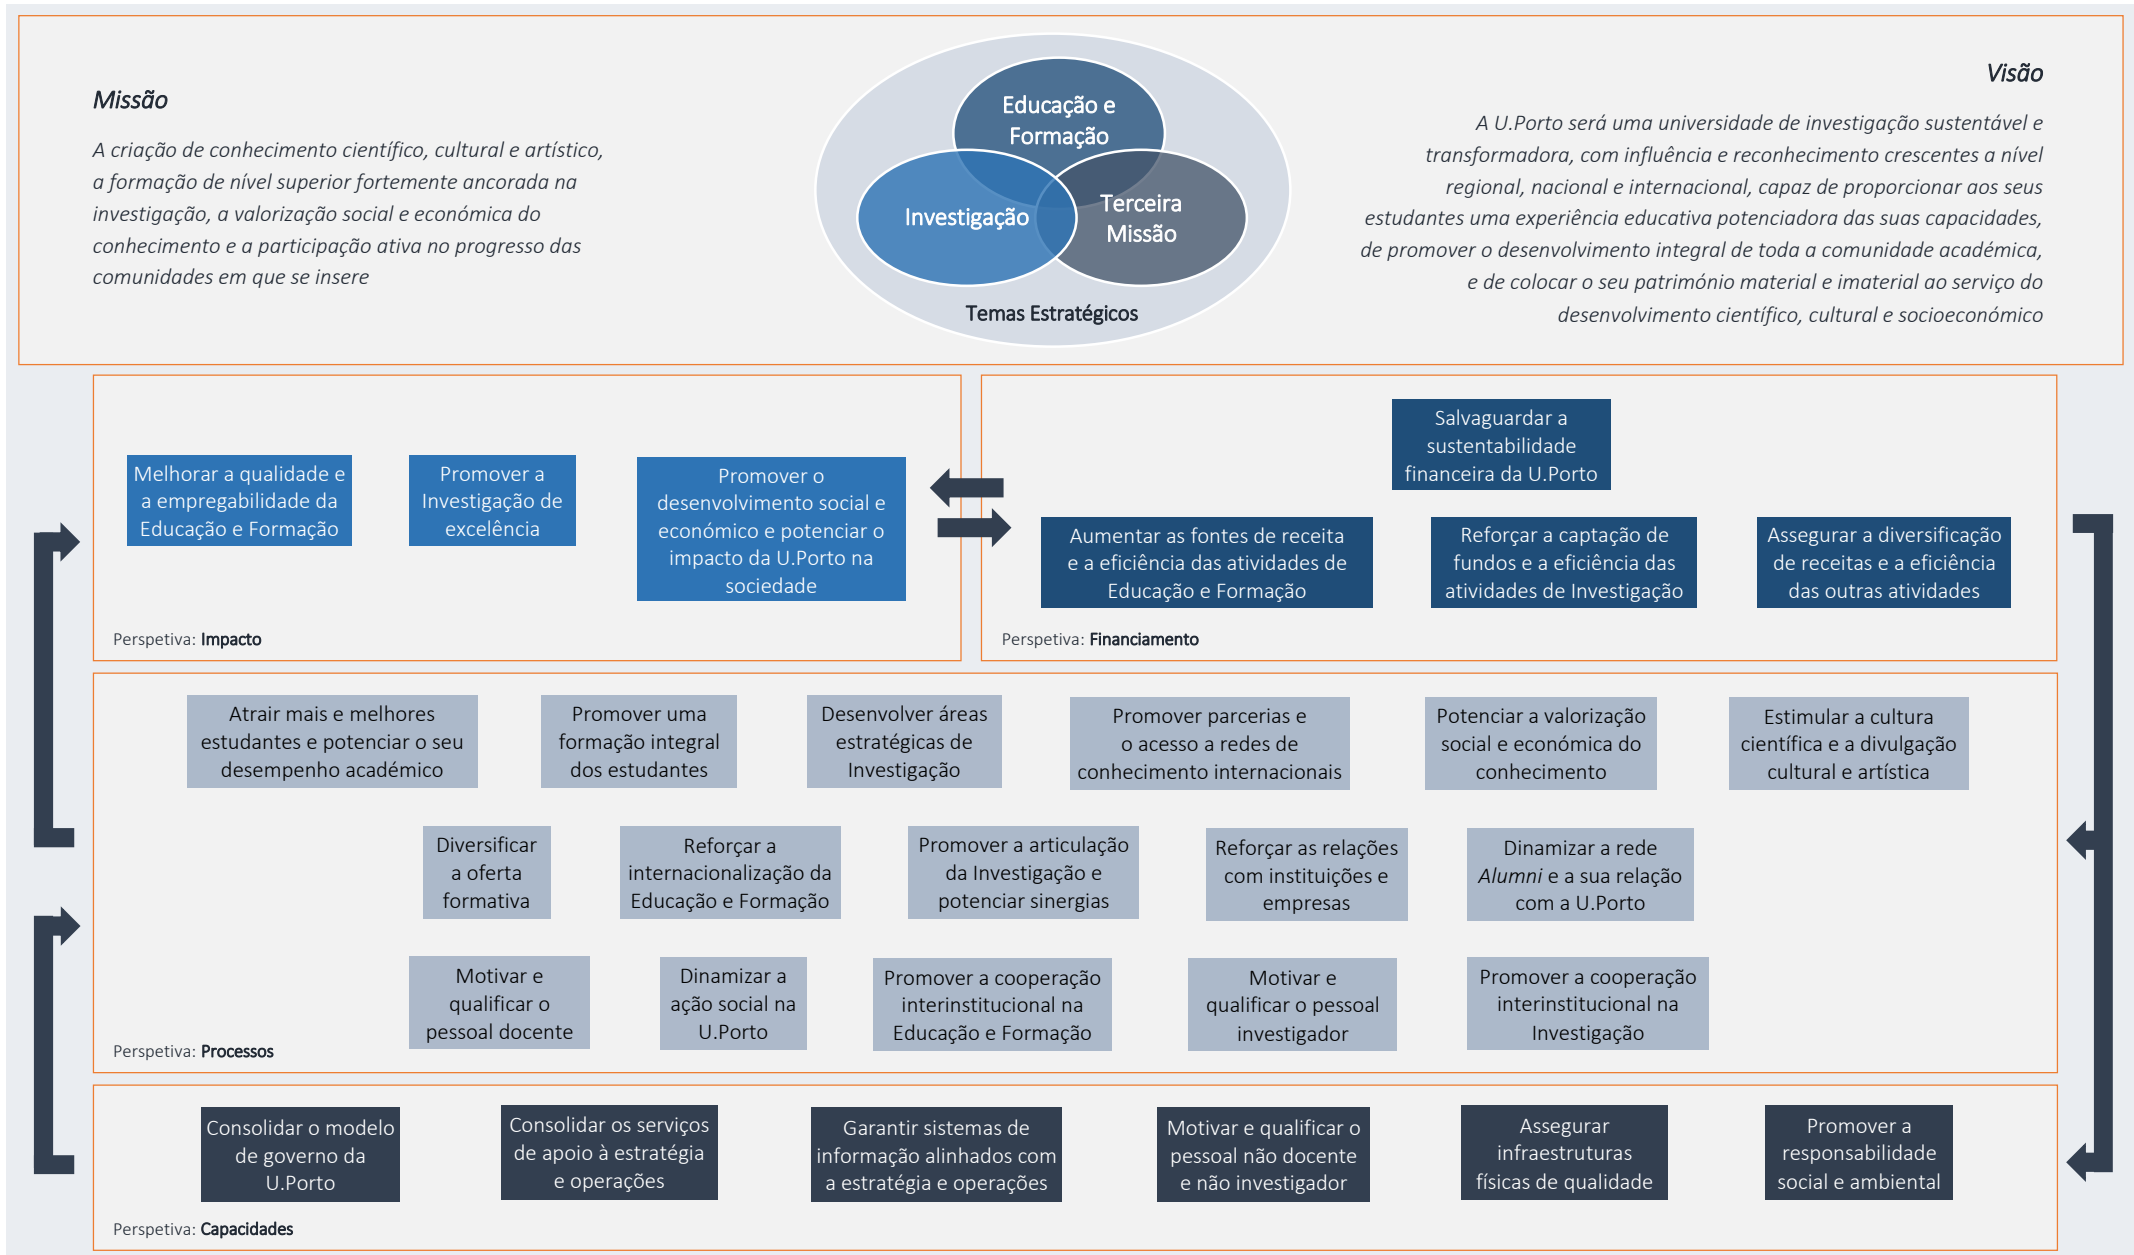 Missão
A criação de conhecimento científico, cultural e artístico,
a formação de nível superior fortemente ancorada na
investigação, a valorização social e económica do
conhecimento e a participação ativa no progresso das
comunidades em que se insere
Educação e
Formação
Investigação
Terceira
Missão
Temas Estratégicos
Visão
A U.Porto será uma universidade de investigação sustentável e
transformadora, com influência e reconhecimento crescentes a nível
regional, nacional e internacional, capaz de proporcionar aos seus
estudantes uma experiência educativa potenciadora das suas capacidades,
de promover o desenvolvimento integral de toda a comunidade académica,
e de colocar o seu património material e imaterial ao serviço do
desenvolvimento científico, cultural e socioeconómico
Melhorar a qualidade e
a empregabilidade da
Educação e Formação
Promover a
Investigação de
excelência
Promover o
desenvolvimento social e
económico e potenciar o
impacto da U.Porto na
sociedade
Perspetiva: Impacto
Salvaguardar a
sustentabilidade
financeira da U.Porto
Aumentar as fontes de receita
e a eficiência das atividades de
Educação e Formação
Reforçar a captação de
fundos e a eficiência das
atividades de Investigação
Assegurar a diversificação
de receitas e a eficiência
das outras atividades
Perspetiva: Financiamento
Atrair mais e melhores
estudantes e potenciar o seu
desempenho académico
Promover uma
formação integral
dos estudantes
Desenvolver áreas
estratégicas de
Investigação
Promover parcerias e
o acesso a redes de
conhecimento internacionais
Potenciar a valorização
social e económica do
conhecimento
Estimular a cultura
científica e a divulgação
cultural e artística
Diversificar
a oferta
formativa
Reforçar a
internacionalização da
Educação e Formação
Promover a articulação
da Investigação e
potenciar sinergias
Reforçar as relações
com instituições e
empresas
Dinamizar a rede
Alumni e a sua relação
com a U.Porto
Motivar e
qualificar o
pessoal docente
Dinamizar a
ação social na
U.Porto
Promover a cooperação
interinstitucional na
Educação e Formação
Motivar e
qualificar o pessoal
investigador
Promover a cooperação
interinstitucional na
Investigação
Perspetiva: Processos
Consolidar o modelo
de governo da
U.Porto
Consolidar os serviços
de apoio à estratégia
e operações
Garantir sistemas de
informação alinhados com
a estratégia e operações
Motivar e qualificar o
pessoal não docente
e não investigador
Assegurar
infraestruturas
físicas de qualidade
Promover a
responsabilidade
social e ambiental
Perspetiva: Capacidades